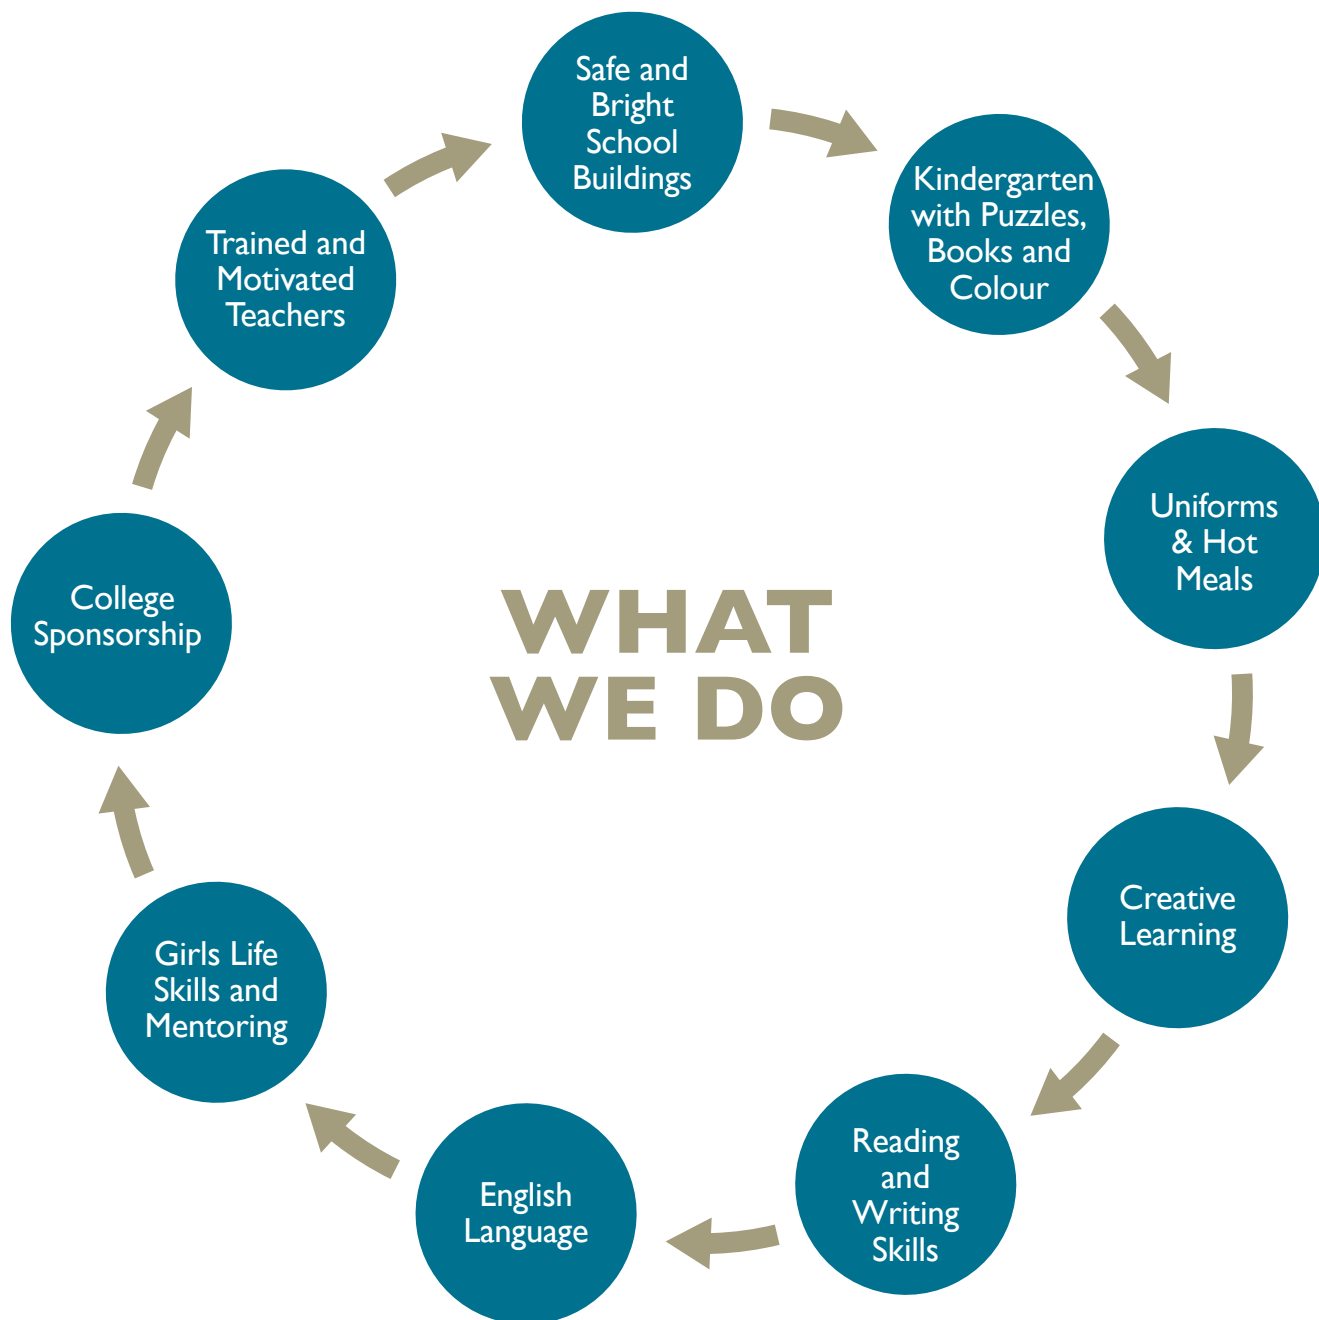 Safe and
Bright
School
Buildings
Kindergarten
with Puzzles,
Books and
Colour
Uniforms
& Hot
Meals
Creative
Learning
Reading
and
Writing
Skills
English
Language
Girls Life
Skills and
Mentoring
College
Sponsorship
Trained and
Motivated
Teachers
WHAT
WE DO